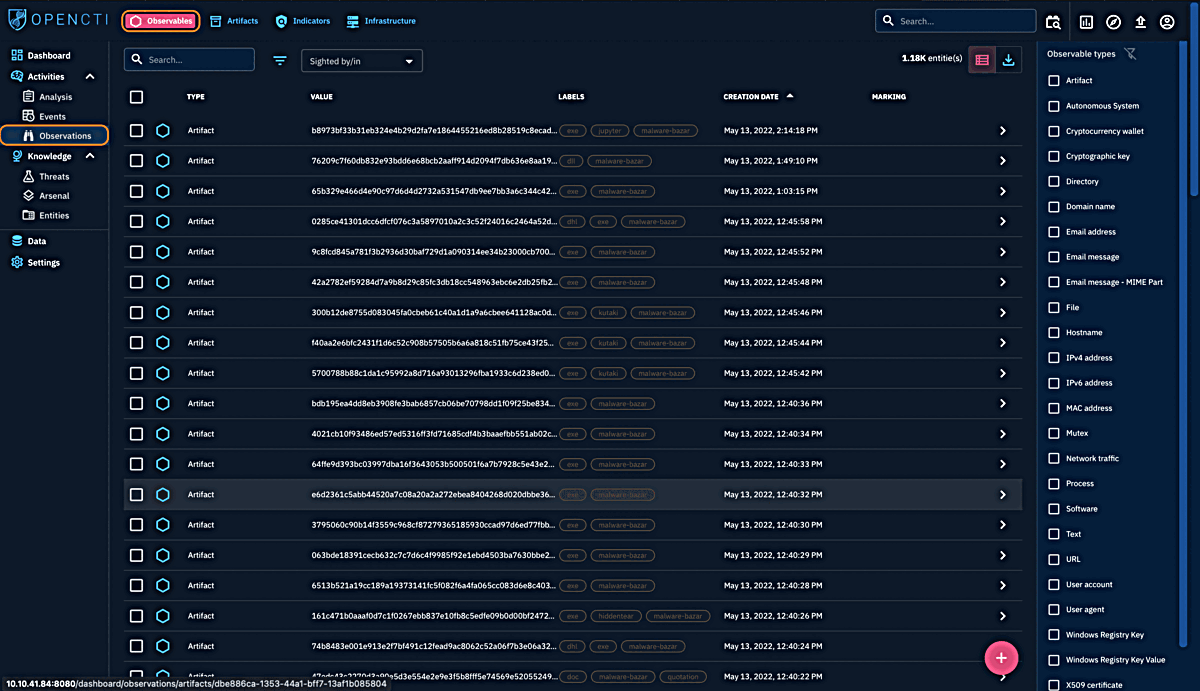 OPENCTI
Observables
Artifacts
Indicators
Infrastructure
Search...
Dashboard
Activities
Analysis
Events
Observations
Knowledge
Threats
Arsenal
Entities
Data
Settings
Search...
Sighted by/in
1.18K entitie(s)
TYPE VALUE LABELS CREATION DATE MARKING
Artifact b8973bf33b31eb324e4b29d2fa7e1864455216ed8b28519c8ecad... exe jupyter malware-bazar May 13, 2022, 2:14:18 PM
Artifact 76209c7f60db832e93bdd6e68bcb2aaff914d2094f7db636e8aa19... dll malware-bazar May 13, 2022, 1:49:10 PM
Artifact 65b329e466d4e90c97d6d4d2732a531547db9ee7bb3a6c344c42... exe malware-bazar May 13, 2022, 1:03:15 PM
Artifact 0285ce41301dcc6dfcf076c3a5897010a2c3c52f24016c2464a52d... dhl exe malware-bazar May 13, 2022, 12:45:58 PM
Artifact 9c8fcd845a781f3b2936d30baf729d1a090314ee34b23000cb700... exe malware-bazar May 13, 2022, 12:45:52 PM
Artifact 42a2782ef59284d7a9b8d29c85fc3db18cc548963ebc6e2db25fb2... exe malware-bazar May 13, 2022, 12:45:48 PM
Artifact 300b12de8755d083045fa0cbeb61c40a1d1a9a6cbee641128ac0d... exe kutaki malware-bazar May 13, 2022, 12:45:46 PM
Artifact f40aa2e6bfc2431f1d6c52c908b57505b6a6a818c51fb75ce43f25... exe kutaki malware-bazar May 13, 2022, 12:45:44 PM
Artifact 5700788b88c1da1c95992a8d716a93013296fba1933c6d238ed0... exe kutaki malware-bazar May 13, 2022, 12:45:42 PM
Artifact bdb195ea4dd8eb3908fe3bab6857cb06be70798dd1f09f25be834... exe malware-bazar May 13, 2022, 12:40:36 PM
Artifact 4021cb10f93486ed57ed5316ff3fd71685cdf4b3baaefbb551ab02c... exe malware-bazar May 13, 2022, 12:40:34 PM
Artifact 64ffe9d393bc03997dba16f3643053b500501f6a7b7928c5e43e2... exe malware-bazar May 13, 2022, 12:40:33 PM
Artifact e6d2361c5abb44520a7c08a20a2a272ebea8404268d020dbbe36... exe malware-bazar May 13, 2022, 12:40:32 PM
Artifact 3795060c90b14f3559c968cf87279365185930ccad97d6ed77fbb... exe malware-bazar May 13, 2022, 12:40:30 PM
Artifact 063bde18391cecb632c7c7d6c4f9985f92e1ebd4503ba7630bbe2... exe malware-bazar May 13, 2022, 12:40:29 PM
Artifact 6513b521a19cc189a19373141fc5f082f6a4fa065cc083d6e8c403... exe malware-bazar May 13, 2022, 12:40:28 PM
Artifact 161c471b0aaaf0d7c1f0267ebb837e10fb8c5edfe09b0d00bf2472... exe hiddentear malware-bazar May 13, 2022, 12:40:26 PM
Artifact 74b8483e001e913e2f7bf491c12fead9ac8062c52a06f7b3e06a32... dhl exe malware-bazar May 13, 2022, 12:40:24 PM
doc malware-bazar quotation May 13, 2022, 12:40:22 PM
10.10.41.84:8080/dashboard/observations/artifacts/dbe886ca-1353-44a1-bff7-13af1b085804
Observable types
Artifact
Autonomous System
Cryptocurrency wallet
Cryptographic key
Directory
Domain name
Email address
Email message
Email message - MIME Part
File
Hostname
IPv4 address
IPv6 address
MAC address
Mutex
Network traffic
Process
Software
Text
URL
User account
User agent
Windows Registry Key
Windows Registry Key Value
X509 certificate